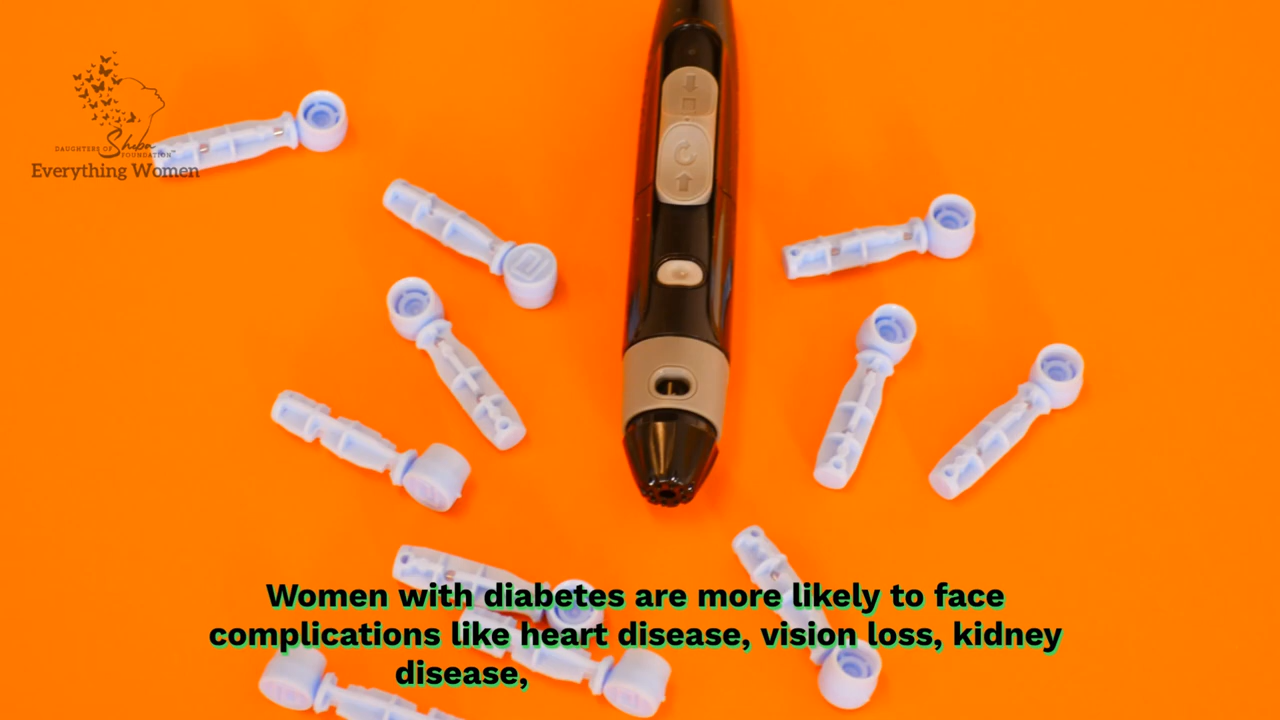 DAUGHTERS OF Shiba
FOUNDATION™
Everything Women
Women with diabetes are more likely to face
complications like heart disease, vision loss, kidney
disease,